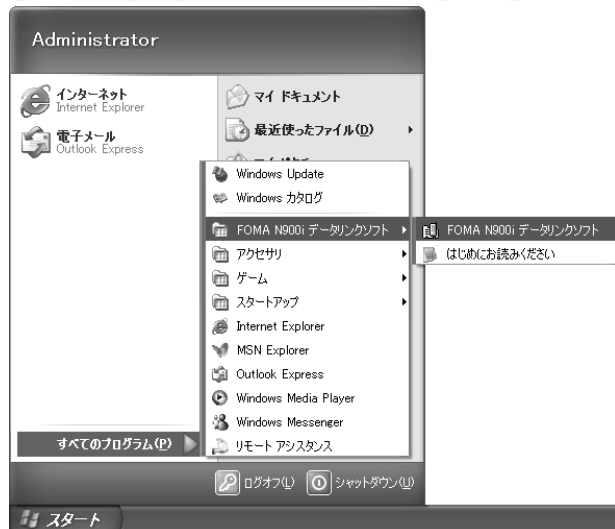 Administrator
インターネット
Internet Explorer
電子メール
Outlook Express
マイ ドキュメント
最近使ったファイル(D)
Windows Update
Windows カタログ
FOMA N900i データリンクソフト
アクセサリ
ゲーム
スタートアップ
Internet Explorer
MSN Explorer
Outlook Express
Windows Media Player
Windows Messenger
リモート アシスタンス
FOMA N900i データリンクソフト
はじめにお読みください
すべてのプログラム(P)
ログオフ(L)
シャットダウン(U)
スタート